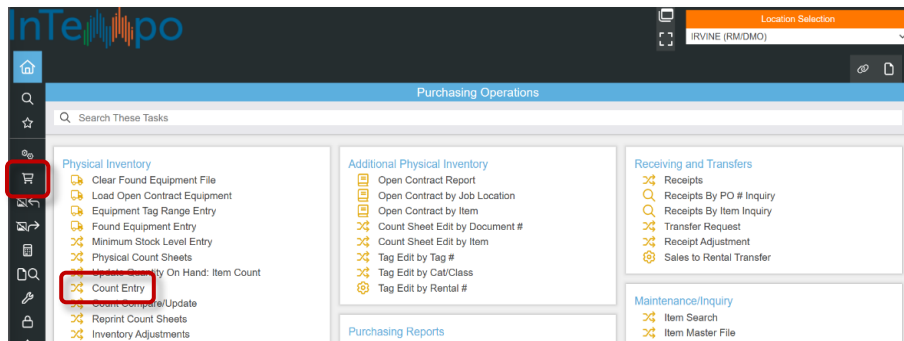 InTempo
Location Selection
IRVINE (RM/DMO)
Purchasing Operations
Search These Tasks
Physical Inventory
Clear Found Equipment File
Load Open Contract Equipment
Equipment Tag Range Entry
Found Equipment Entry
Minimum Stock Level Entry
Physical Count Sheets
Update Quantity On Hand: Item Count
Count Entry
Count Compare/Update
Reprint Count Sheets
Inventory Adjustments
Additional Physical Inventory
Open Contract Report
Open Contract by Job Location
Open Contract by Item
Count Sheet Edit by Document #
Count Sheet Edit by Item
Tag Edit by Tag #
Tag Edit by Cat/Class
Tag Edit by Rental #
Purchasing Reports
Receiving and Transfers
Receipts
Receipts By PO # Inquiry
Receipts By Item Inquiry
Transfer Request
Receipt Adjustment
Sales to Rental Transfer
Maintenance/Inquiry
Item Search
Item Master File